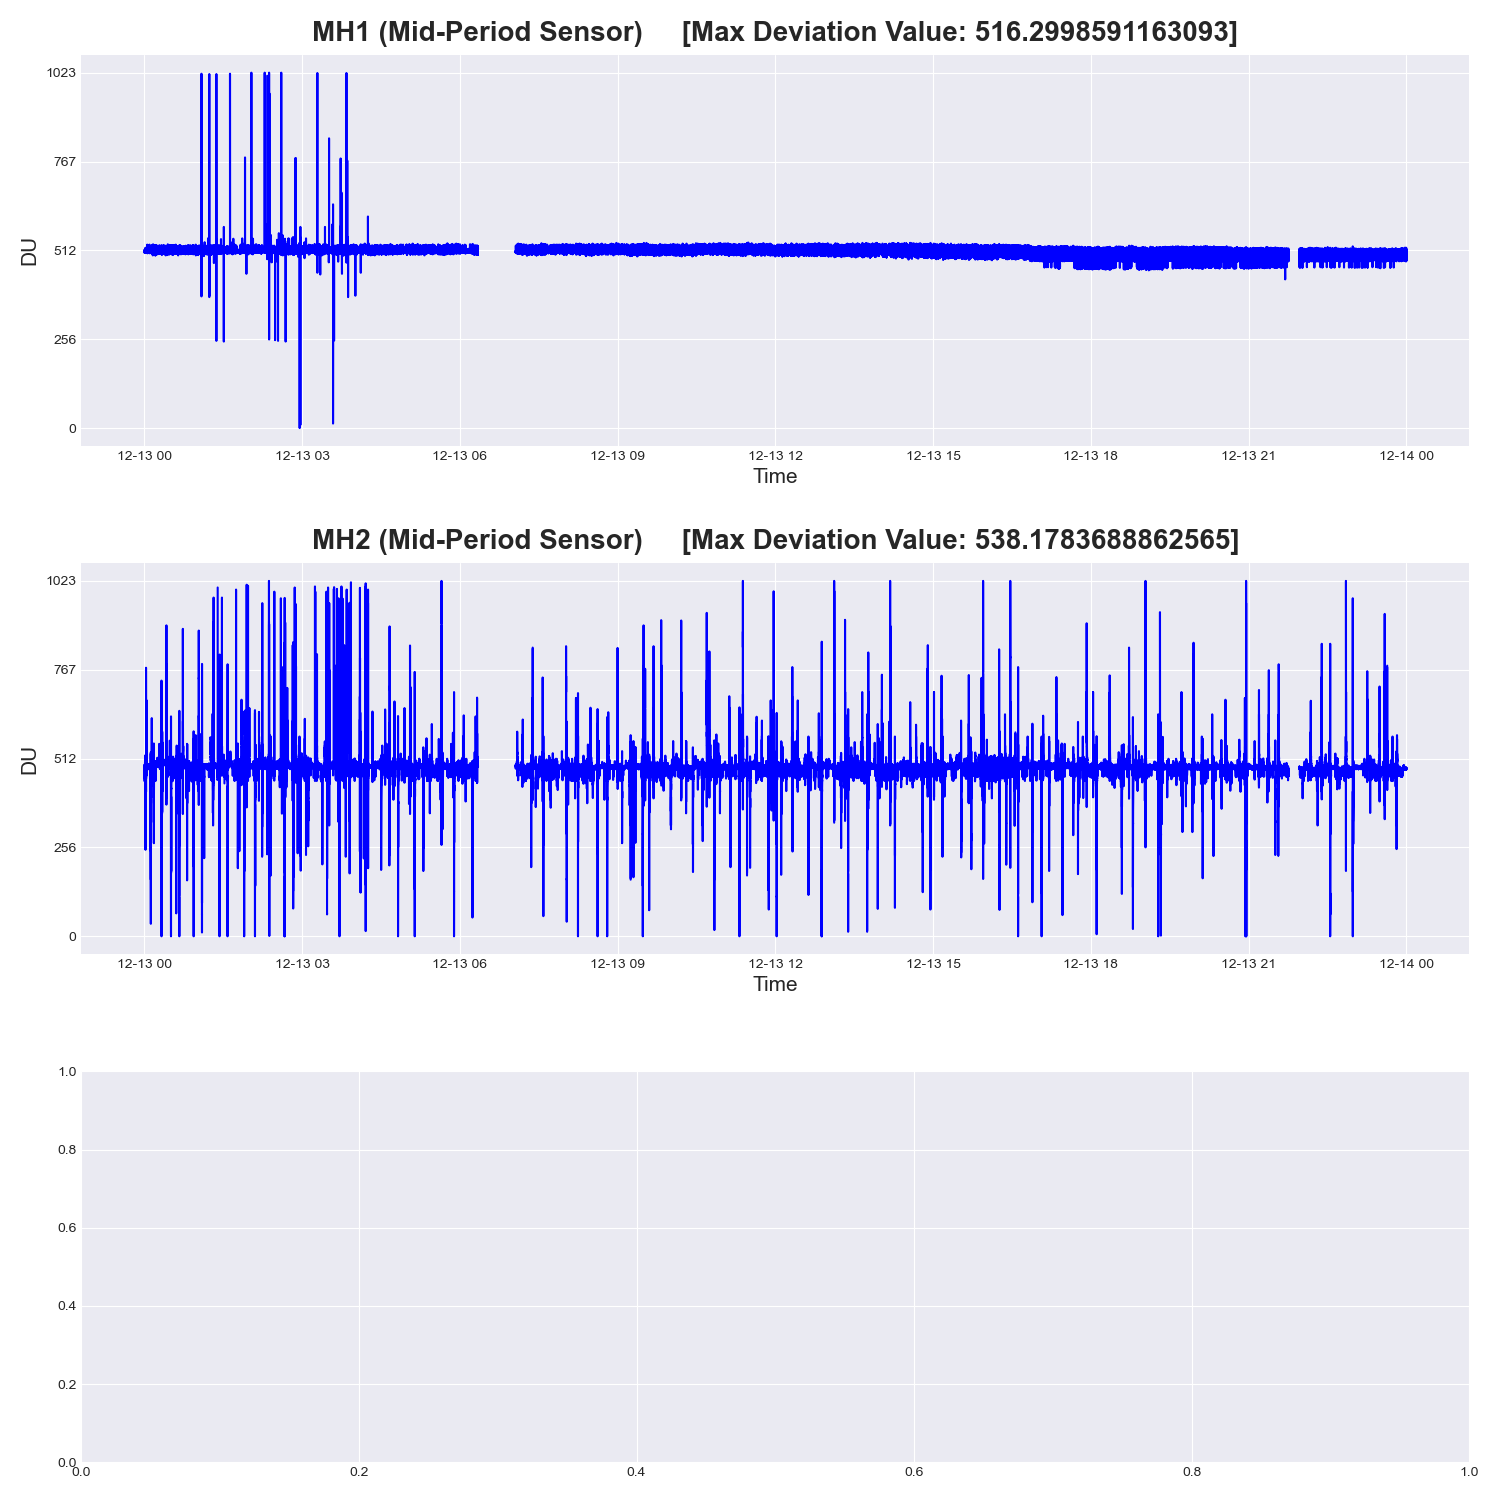 MH1 (Mid-Period Sensor) [Max Deviation Value: 516.2998591163093]
1023
767
512
256
0
DU
12-13 00 12-13 03 12-13 06 12-13 09 12-13 12 12-13 15 12-13 18 12-13 21 12-14 00
Time
MH2 (Mid-Period Sensor) [Max Deviation Value: 538.1783688862565]
1023
767
512
256
0
DU
12-13 00 12-13 03 12-13 06 12-13 09 12-13 12 12-13 15 12-13 18 12-13 21 12-14 00
Time
1.0
0.8
0.6
0.4
0.2
0.0
0.0 0.2 0.4 0.6 0.8 1.0